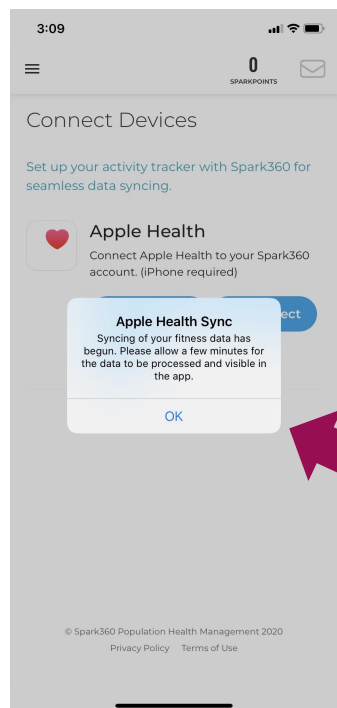 3:09
0
SPARKPOINTS
Connect Devices
Set up your activity tracker with Spark360 for
seamless data syncing.
Apple Health
Connect Apple Health to your Spark360
account. (iPhone required)
Apple Health Sync
Syncing of your fitness data has
begun. Please allow a few minutes for
the data to be processed and visible in
the app.
OK
© Spark360 Population Health Management 2020
Privacy Policy Terms of Use